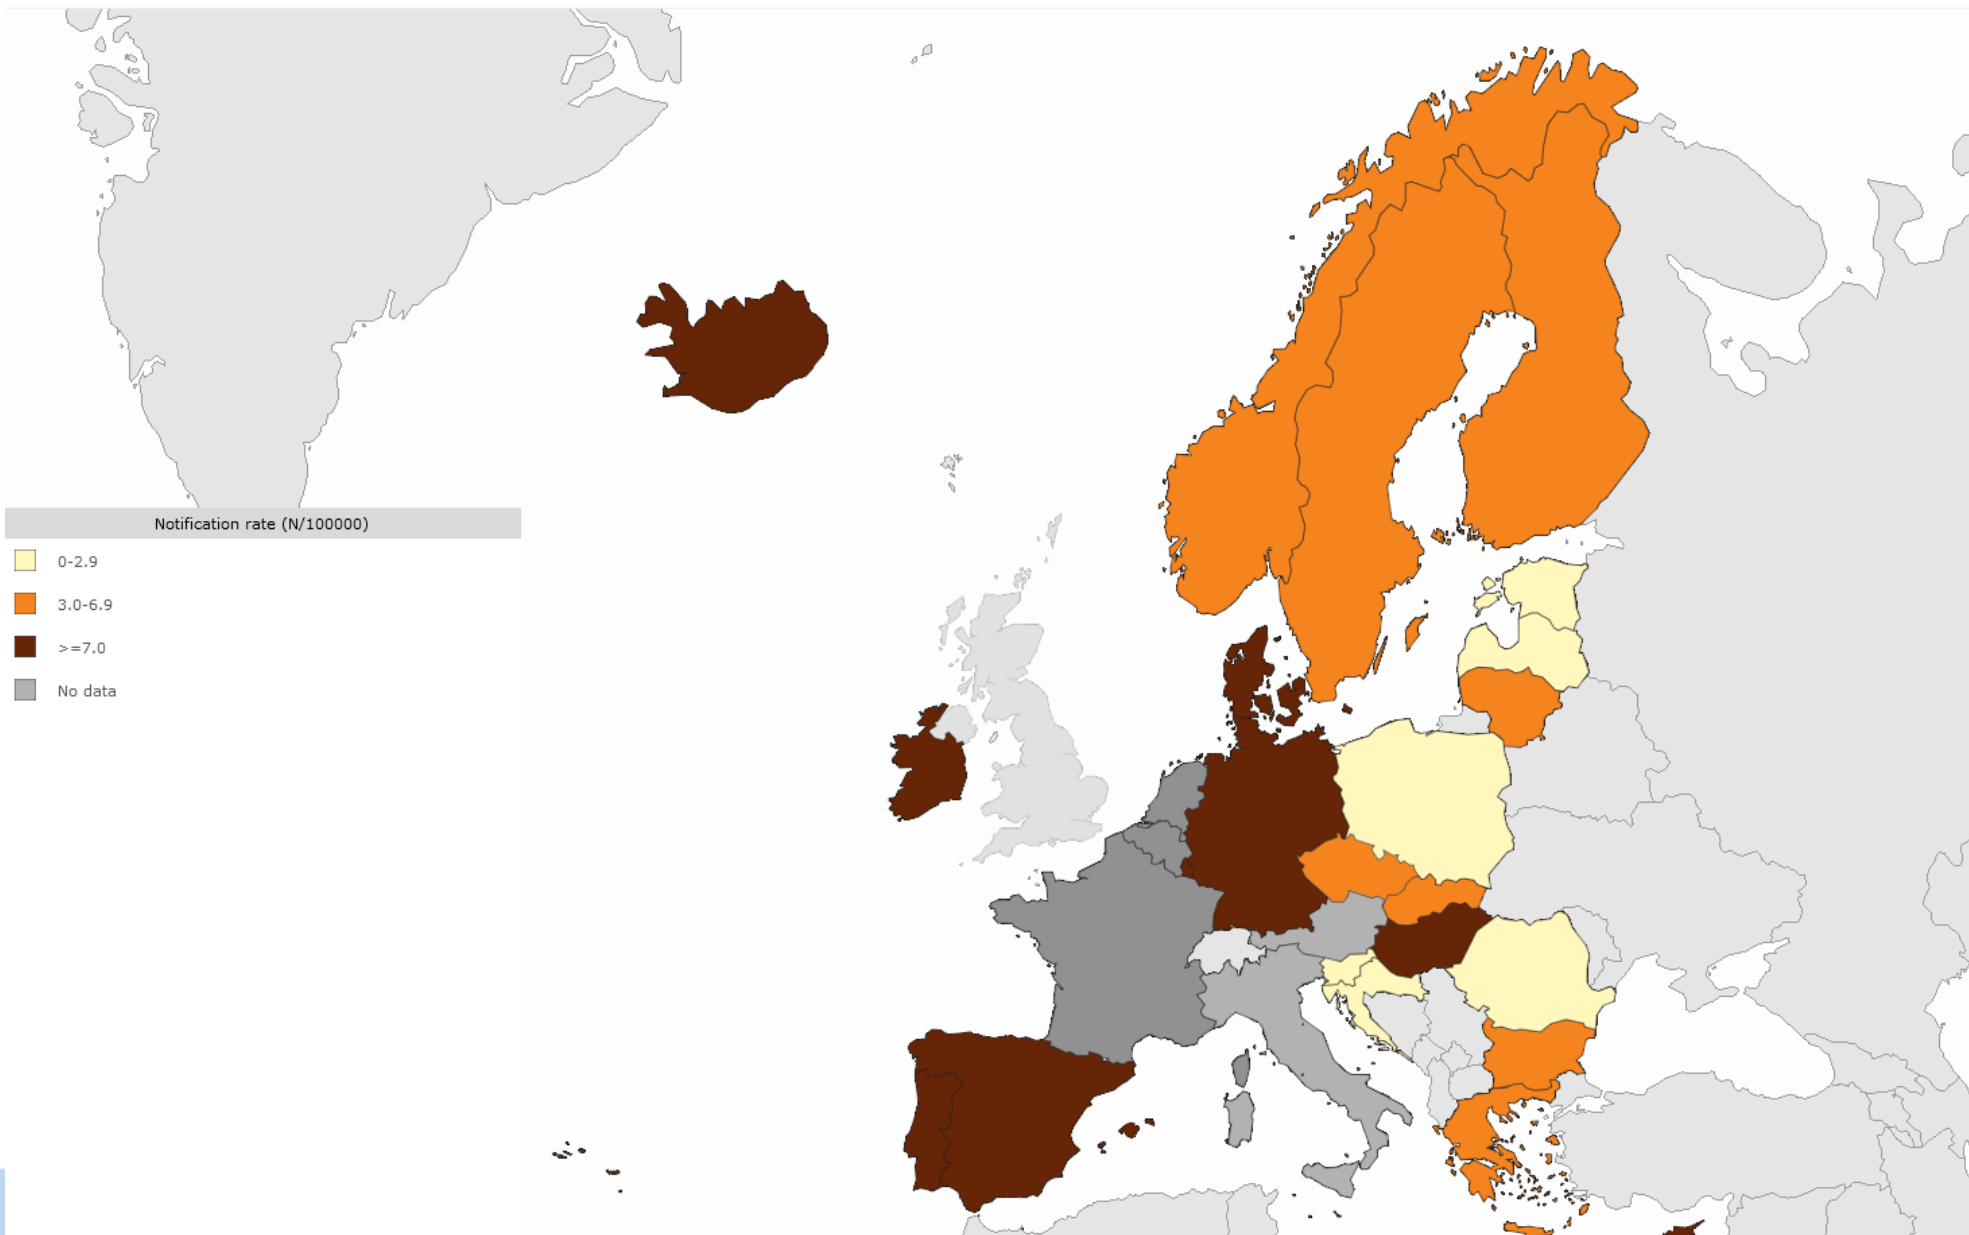 Notification rate (N/100000)
0-2.9
3.0-6.9
>=7.0
No data